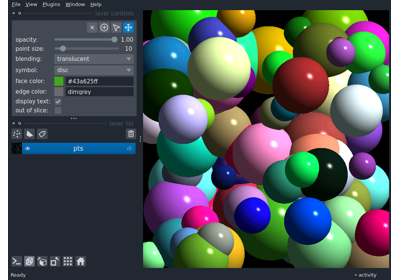 File View Plugins Window Help
layer controls
opacity: 1.00
point size: 10
blending: translucent
symbol: disc
face color: #43a625ff
edge color: dimgrey
display text:
out of slice:
layer list
pts
Ready
activity